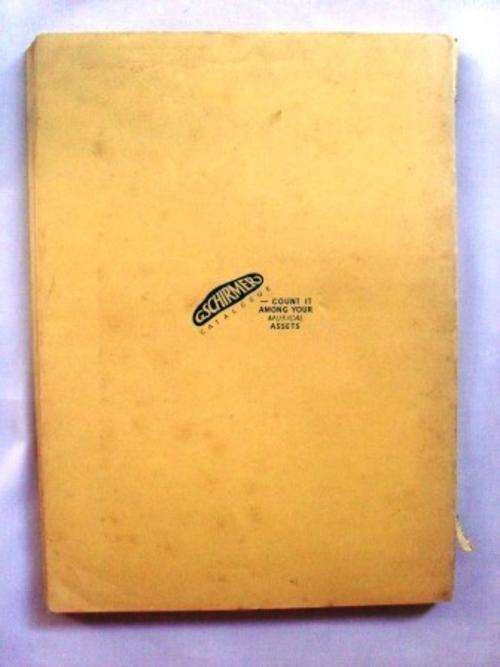 G. SCHIRMER
CATALOGUE
— COUNT IT
AMONG YOUR
MUSICAL
ASSETS